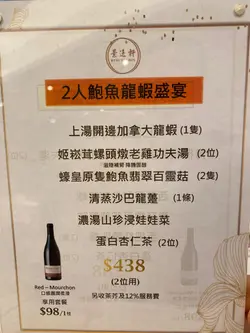 2人鮑魚龍蝦盛宴
上湯開邊加拿大龍蝦 (1隻)
姬崧茸螺頭燉老雞功夫湯 (2位)
蠔皇原隻鮑魚翡翠百靈菇 (2隻)
清蒸沙巴龍躉 (1條)
濃湯山珍浸娃娃菜
蛋白杏仁茶 (2位)
$438
(2位用)
另收茶芥及12%服務費
Red - Mourchion
享用套餐
$98/1隻